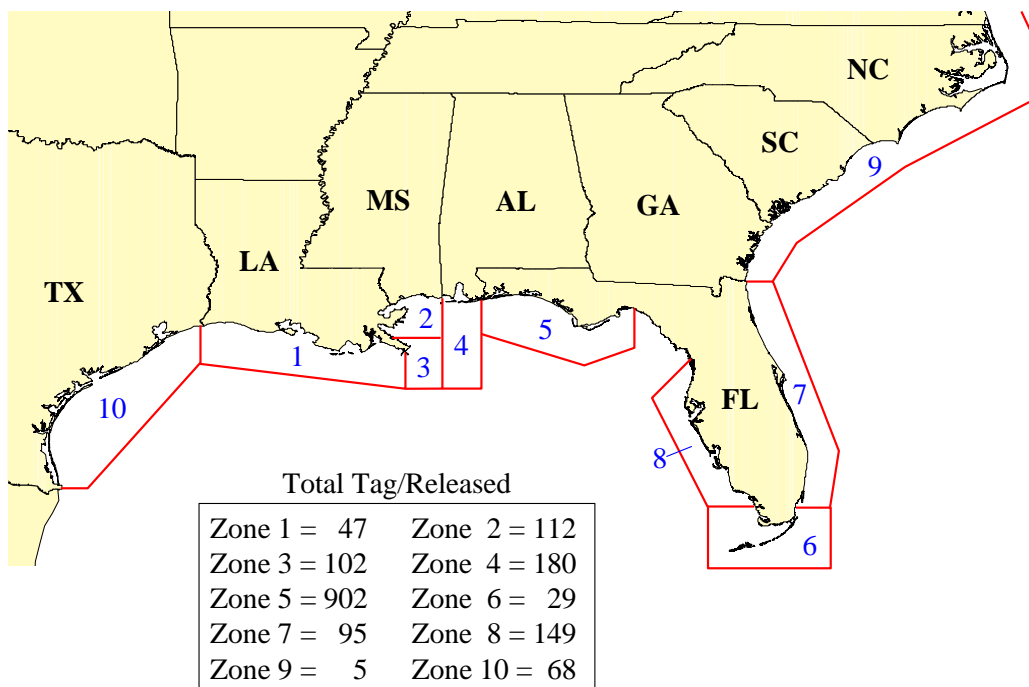 NC
SC
9
MS
AL
GA
LA
TX
2
5
1
3
4
10
FL
7
8
6
Total Tag/Released
Zone 1 = 47 Zone 2 = 112
Zone 3 = 102 Zone 4 = 180
Zone 5 = 902 Zone 6 = 29
Zone 7 = 95 Zone 8 = 149
Zone 9 = 5 Zone 10 = 68